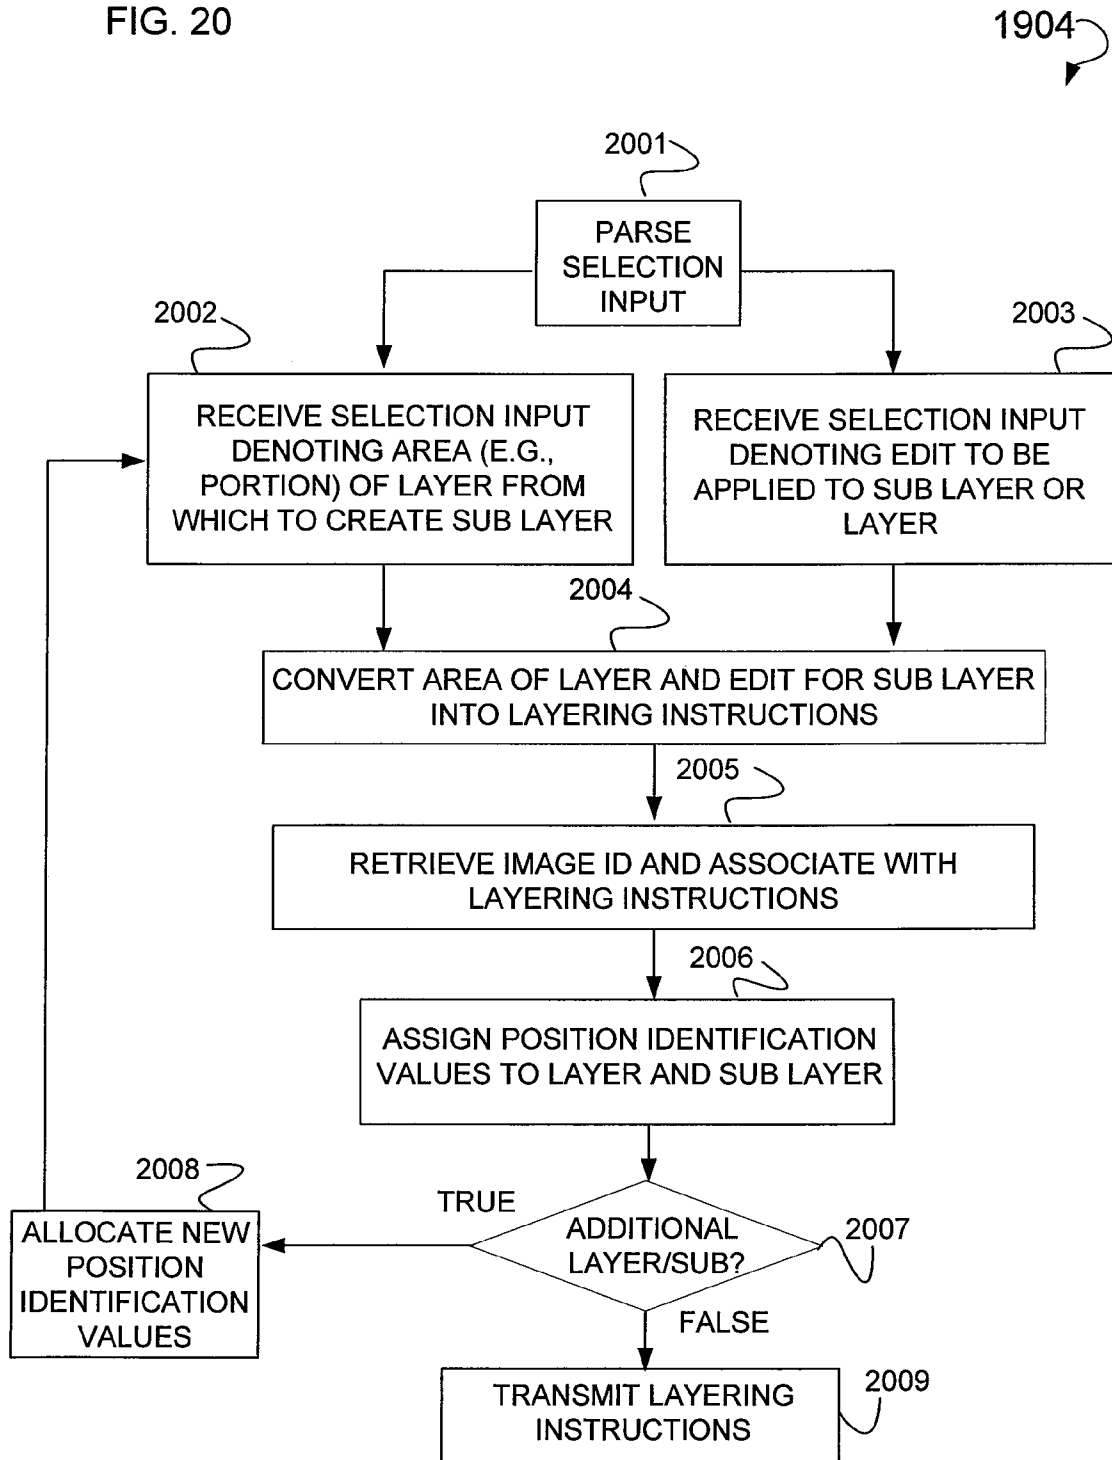 FIG. 20
1904
2001
PARSE
SELECTION
INPUT
2002
2003
RECEIVE SELECTION INPUT
DENOTING AREA (E.G.,
PORTION) OF LAYER FROM
WHICH TO CREATE SUB LAYER
RECEIVE SELECTION INPUT
DENOTING EDIT TO BE
APPLIED TO SUB LAYER OR
LAYER
2004
CONVERT AREA OF LAYER AND EDIT FOR SUB LAYER
INTO LAYERING INSTRUCTIONS
2005
RETRIEVE IMAGE ID AND ASSOCIATE WITH
LAYERING INSTRUCTIONS
2006
ASSIGN POSITION IDENTIFICATION
VALUES TO LAYER AND SUB LAYER
2008
TRUE
ADDITIONAL
LAYER/SUB?
2007
ALLOCATE NEW
POSITION
IDENTIFICATION
VALUES
FALSE
TRANSMIT LAYERING
INSTRUCTIONS
2009